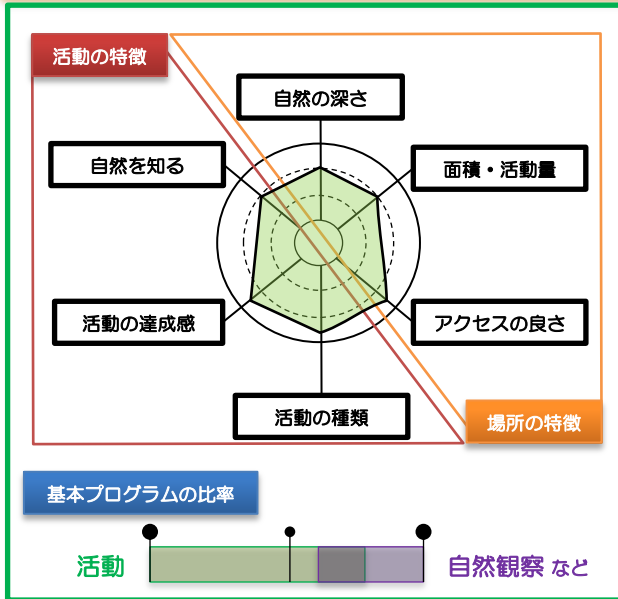 活動の特徴
自然の深さ
自然を知る
面積・活動量
活動の達成感
アクセスの良さ
活動の種類
場所の特徴
基本プログラムの比率
活動
自然観察 など